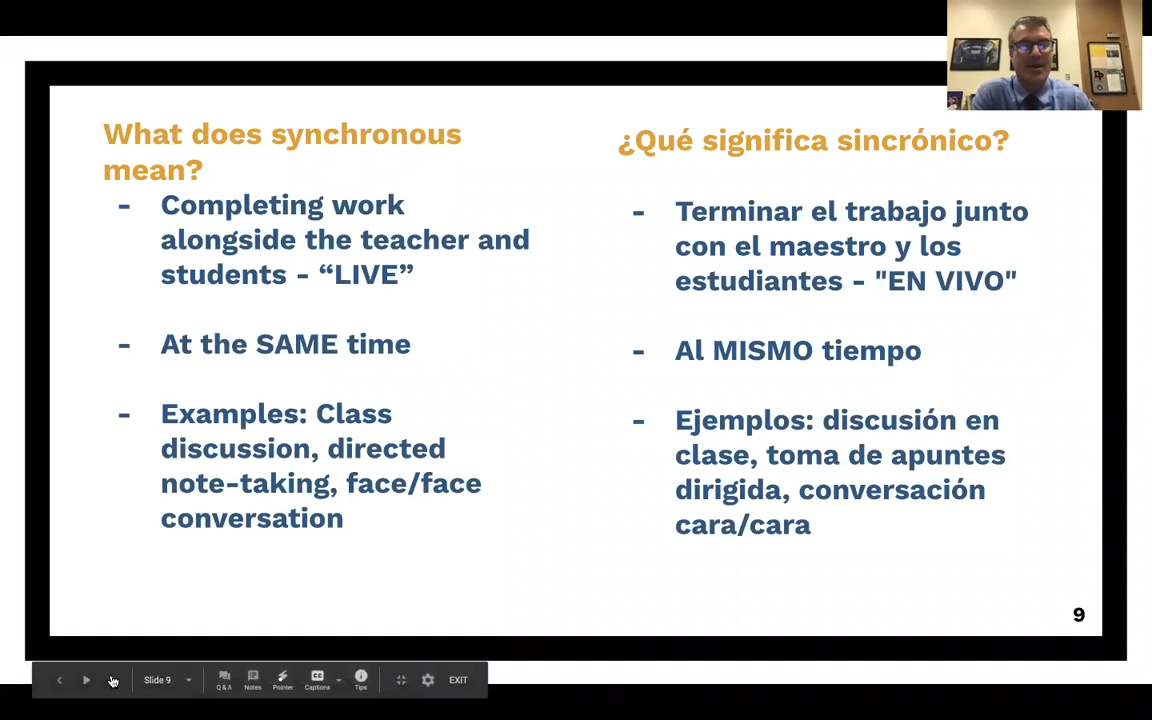 What does synchronous
mean?
- Completing work
alongside the teacher and
students - “LIVE”
- At the SAME time
- Examples: Class
discussion, directed
note-taking, face/face
conversation
¿Qué significa sincrónico?
- Terminar el trabajo junto
con el maestro y los
estudiantes - "EN VIVO"
- Al MISMO tiempo
- Ejemplos: discusión en
clase, toma de apuntes
dirigida, conversación
cara/cara
9
Slide 9
Q & A
Notes
Pointer
CC
Captions
Tips
EXIT